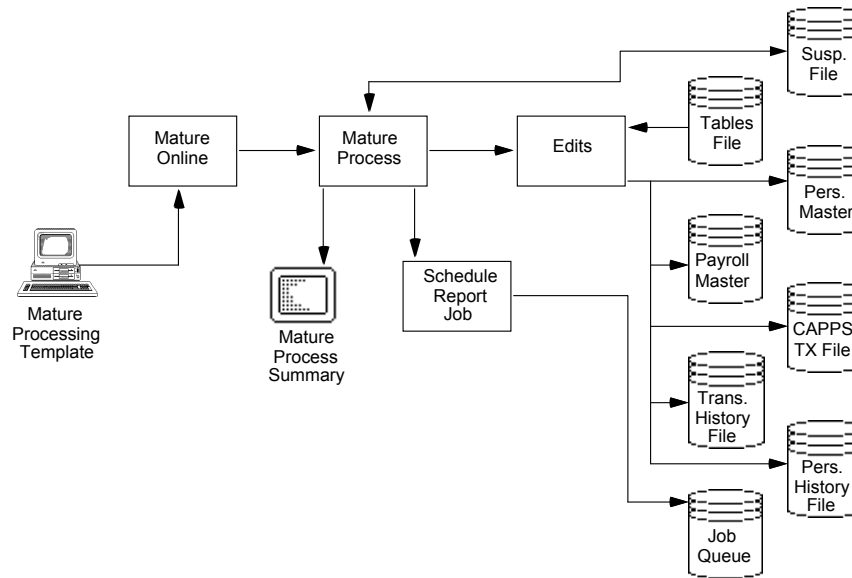 Susp.
File
Mature
Online
Mature
Process
Edits
Tables
File
Pers.
Master
Mature
Processing
Template
Mature
Process
Summary
Schedule
Report
Job
Payroll
Master
CAPPS
TX File
Trans.
History
File
Pers.
History
File
Job
Queue